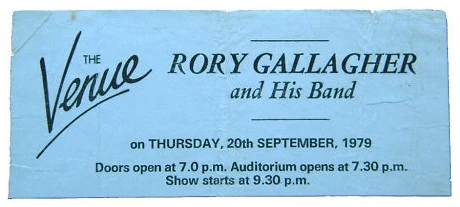 THE
Venue
RORY GALLAGHER
and His Band
on THURSDAY, 20th SEPTEMBER, 1979
Doors open at 7.0 p.m. Auditorium opens at 7.30 p.m.
Show starts at 9.30 p.m.